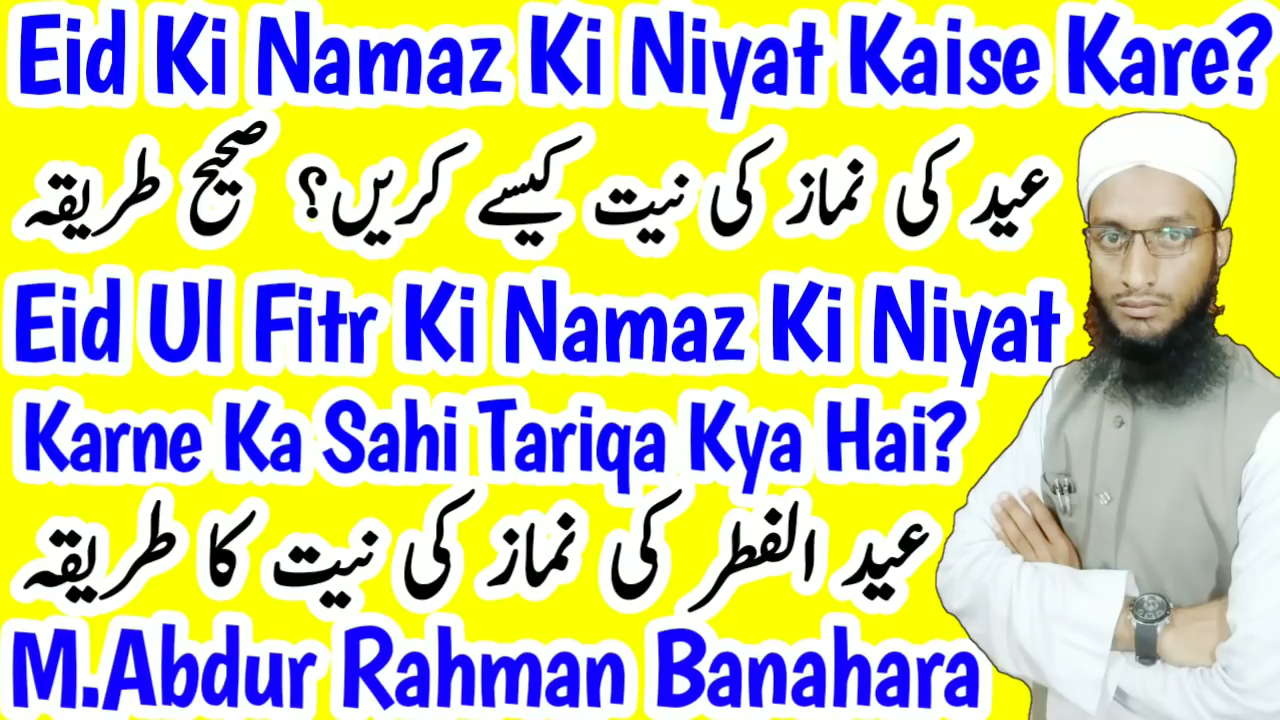 Eid Ki Namaz Ki Niyat Kaise Kare?
عید کی نماز کی نیت کیسے کریں؟ صحیح طریقہ
Eid Ul Fitr Ki Namaz Ki Niyat
Karne Ka Sahi Tariqa Kya Hai?
عید الفطر کی نماز کی نیت کا طریقہ
M.Abdur Rahman Banahara